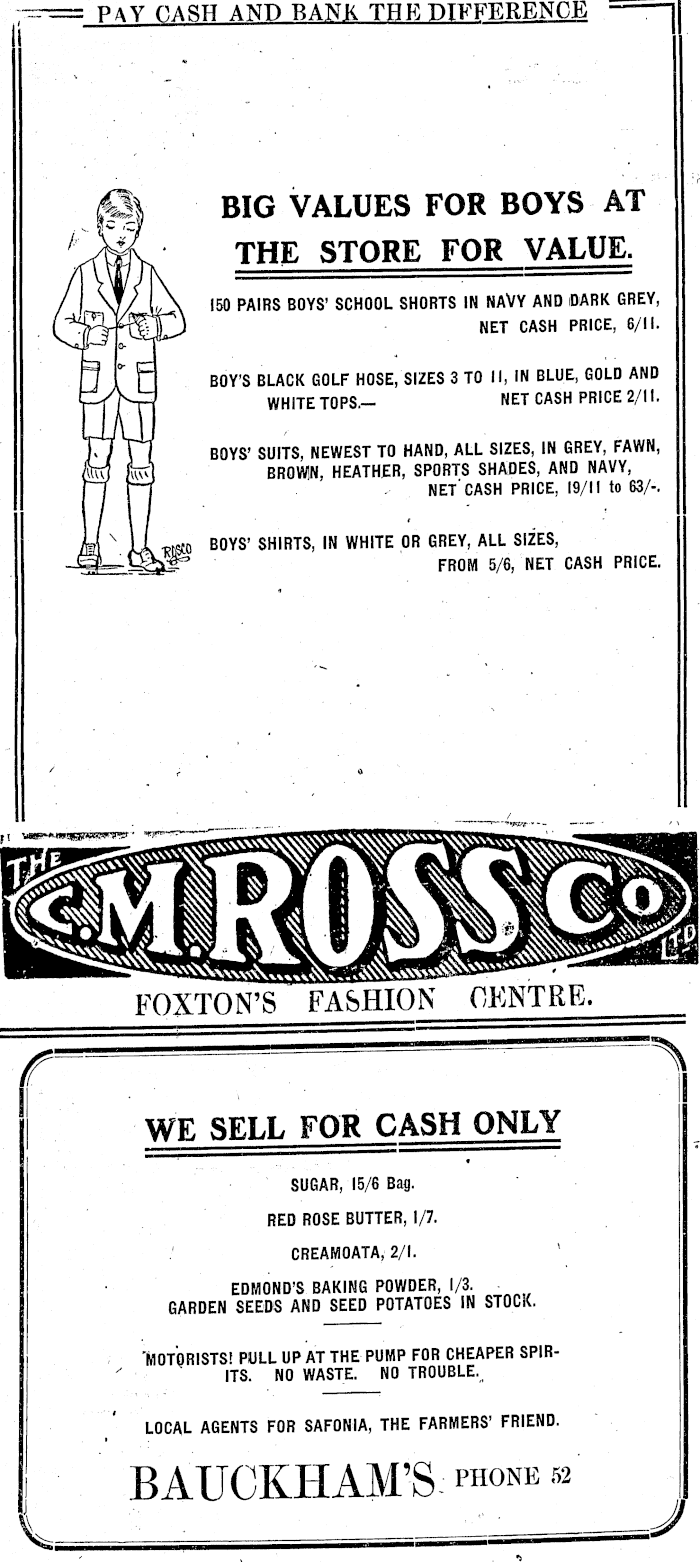 PAY CASH AND BANK THE DIFFERENCE
BIG VALUES FOR BOYS AT
THE STORE FOR VALUE.
150 PAIRS BOYS' SCHOOL SHORTS IN NAVY AND DARK GREY,
NET CASH PRICE, 6/11.
BOY'S BLACK GOLF HOSE, SIZES 3 TO 11, IN BLUE, GOLD AND
WHITE TOPS.— NET CASH PRICE 2/11.
BOYS' SUITS, NEWEST TO HAND, ALL SIZES, IN GREY, FAWN,
BROWN, HEATHER, SPORTS SHADES, AND NAVY,
NET CASH PRICE, 19/11 to 63/-.
BOYS' SHIRTS, IN WHITE OR GREY, ALL SIZES,
FROM 5/6, NET CASH PRICE.
RISCO
THE
C.M. ROSS Co
LTD
FOXTON'S FASHION CENTRE.
WE SELL FOR CASH ONLY
SUGAR, 15/6 Bag.
RED ROSE BUTTER, 1/7.
CREAMOATA, 2/1.
EDMOND'S BAKING POWDER, 1/3.
GARDEN SEEDS AND SEED POTATOES IN STOCK.
MOTORISTS! PULL UP AT THE PUMP FOR CHEAPER SPIR-
ITS. NO WASTE. NO TROUBLE.
LOCAL AGENTS FOR SAFONIA, THE FARMERS' FRIEND.
BAUCKHAM'S PHONE 52